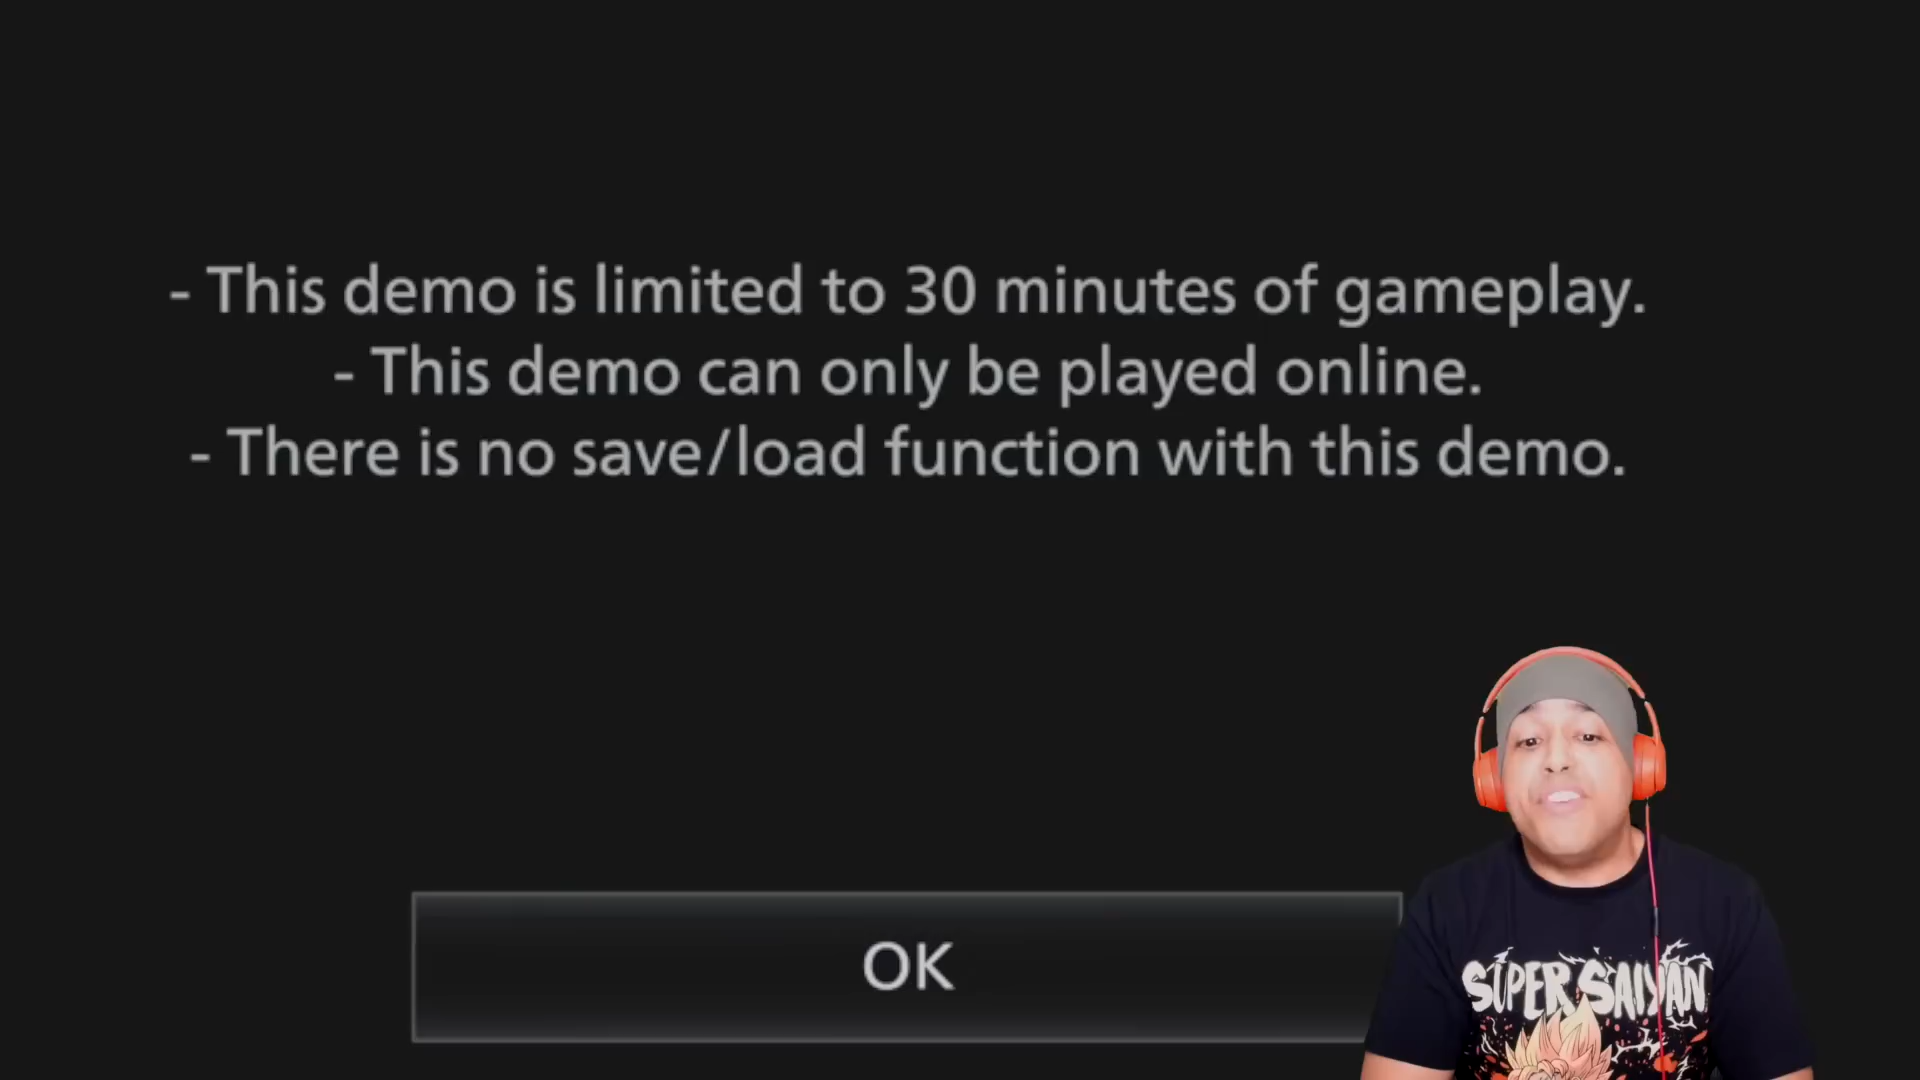 - This demo is limited to 30 minutes of gameplay.
- This demo can only be played online.
- There is no save/load function with this demo.
OK
SUPER SAIYAN